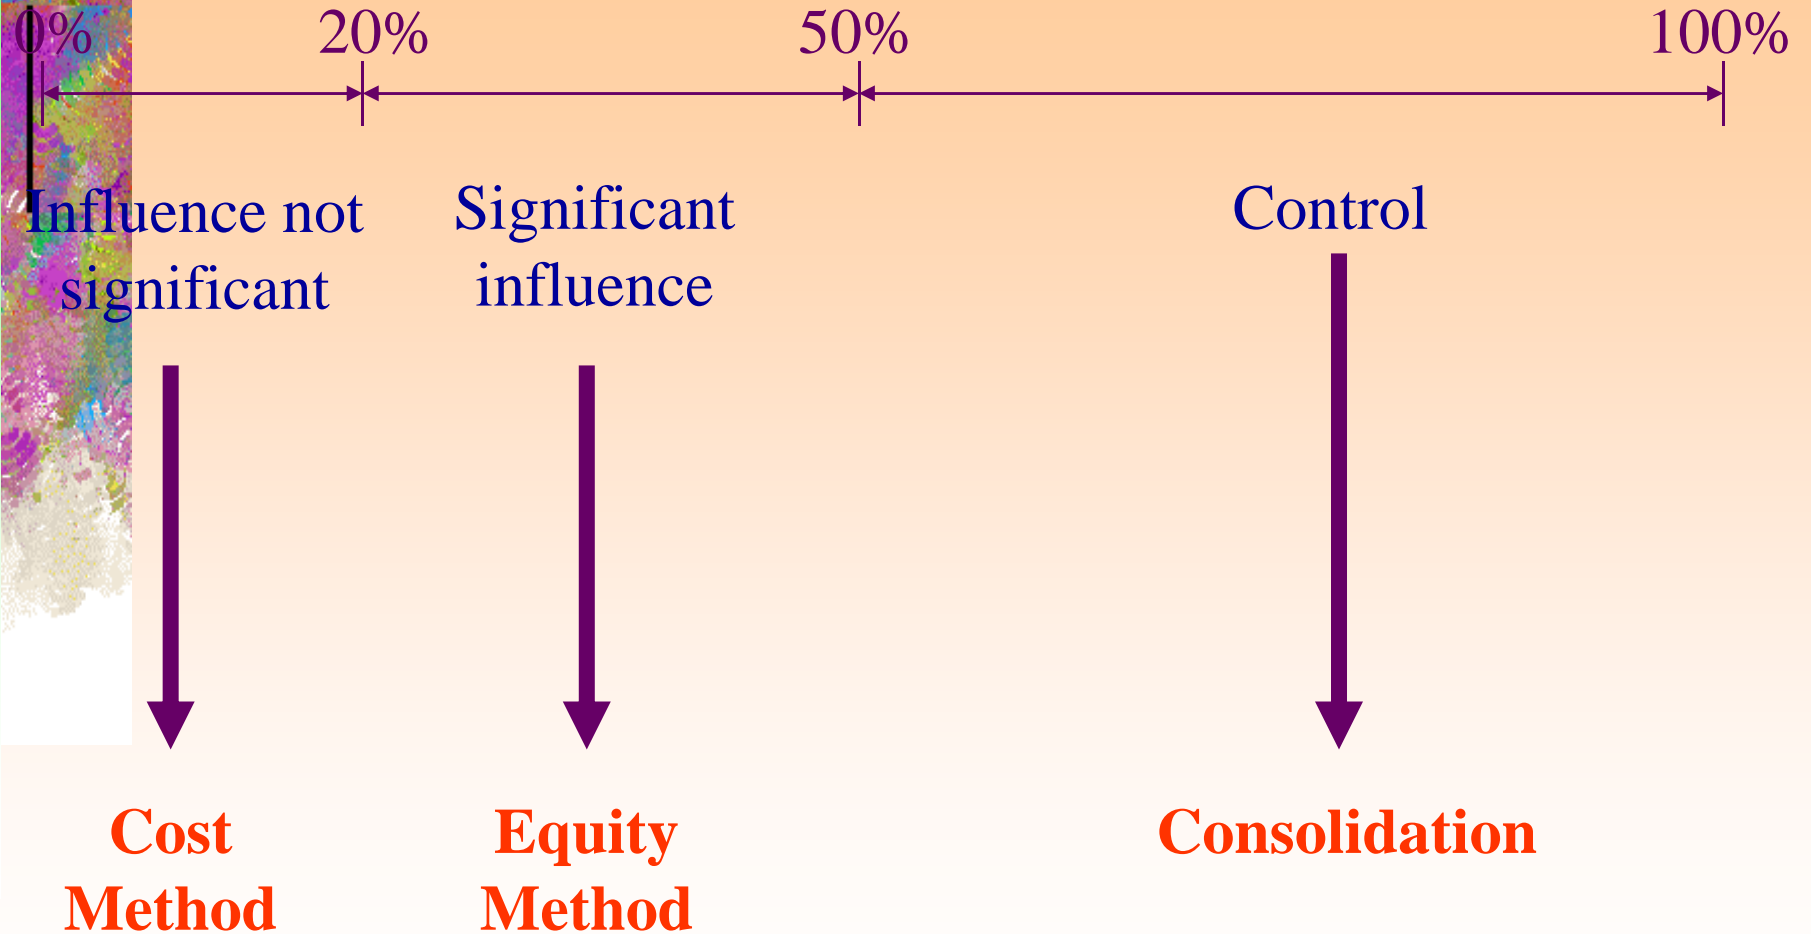 0% 20% 50% 100%
Influence not
significant
Significant
influence
Control
Cost
Method
Equity
Method
Consolidation